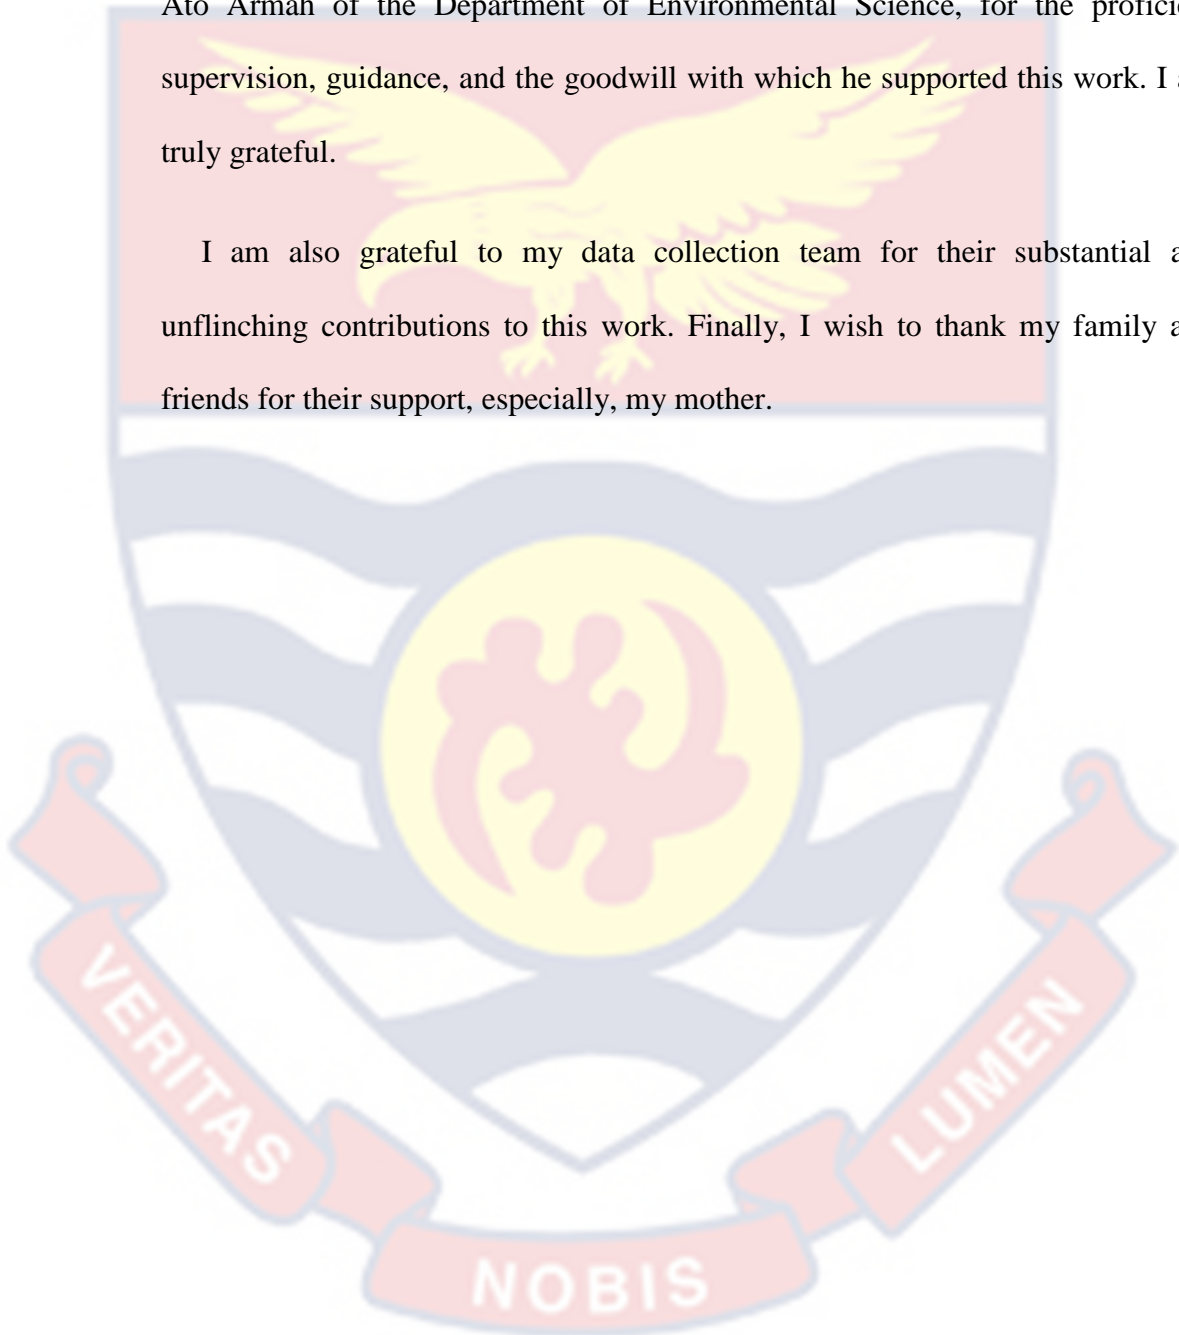 Ato Armah of the Department of Environmental Science, for the
supervision, guidance, and the goodwill with which he supported this work. I
truly grateful.
I am also grateful to my data collection team for their substantial
unflinching contributions to this work. Finally, I wish to thank my family
friends for their support, especially, my mother.
VERITAS
NOBIS
LUMEN